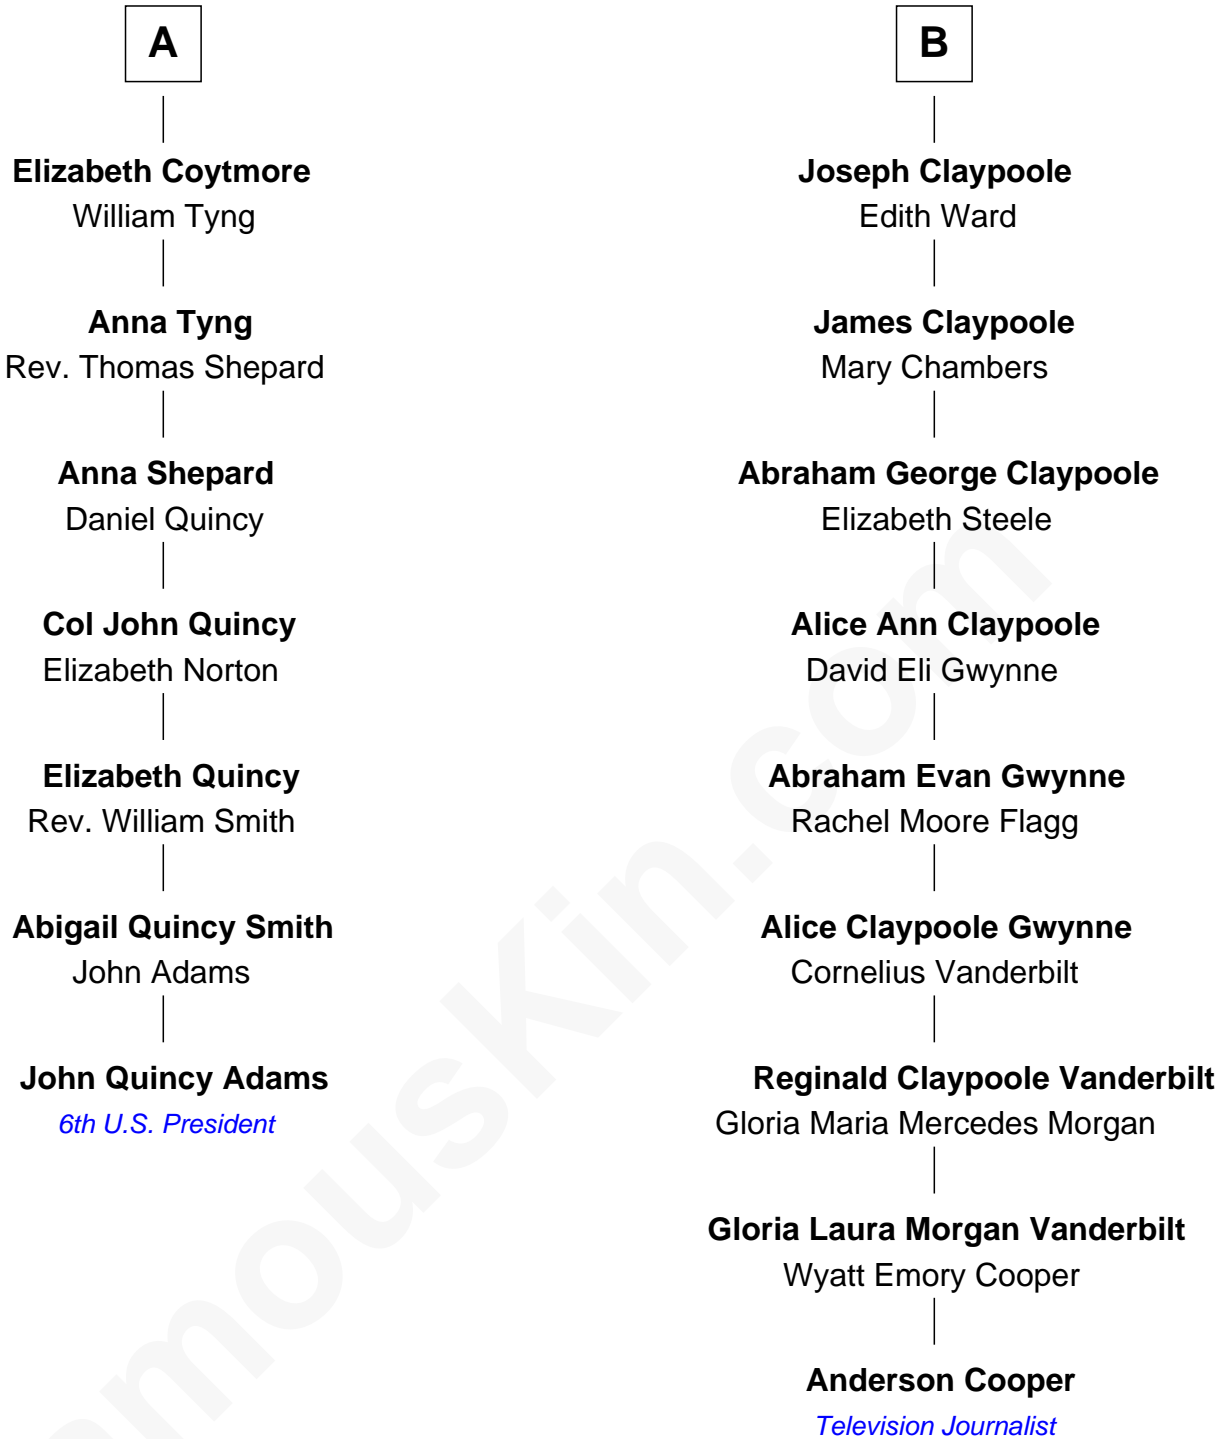 A
Elizabeth Coytmore
William Tyng
Anna Tyng
Rev. Thomas Shepard
Anna Shepard
Daniel Quincy
Col John Quincy
Elizabeth Norton
Elizabeth Quincy
Rev. William Smith
Abigail Quincy Smith
John Adams
John Quincy Adams
6th U.S. President
B
Joseph Claypoole
Edith Ward
James Claypoole
Mary Chambers
Abraham George Claypoole
Elizabeth Steele
Alice Ann Claypoole
David Eli Gwynne
Abraham Evan Gwynne
Rachel Moore Flagg
Alice Claypoole Gwynne
Cornelius Vanderbilt
Reginald Claypoole Vanderbilt
Gloria Maria Mercedes Morgan
Gloria Laura Morgan Vanderbilt
Wyatt Emory Cooper
Anderson Cooper
Television Journalist
amousKin.com